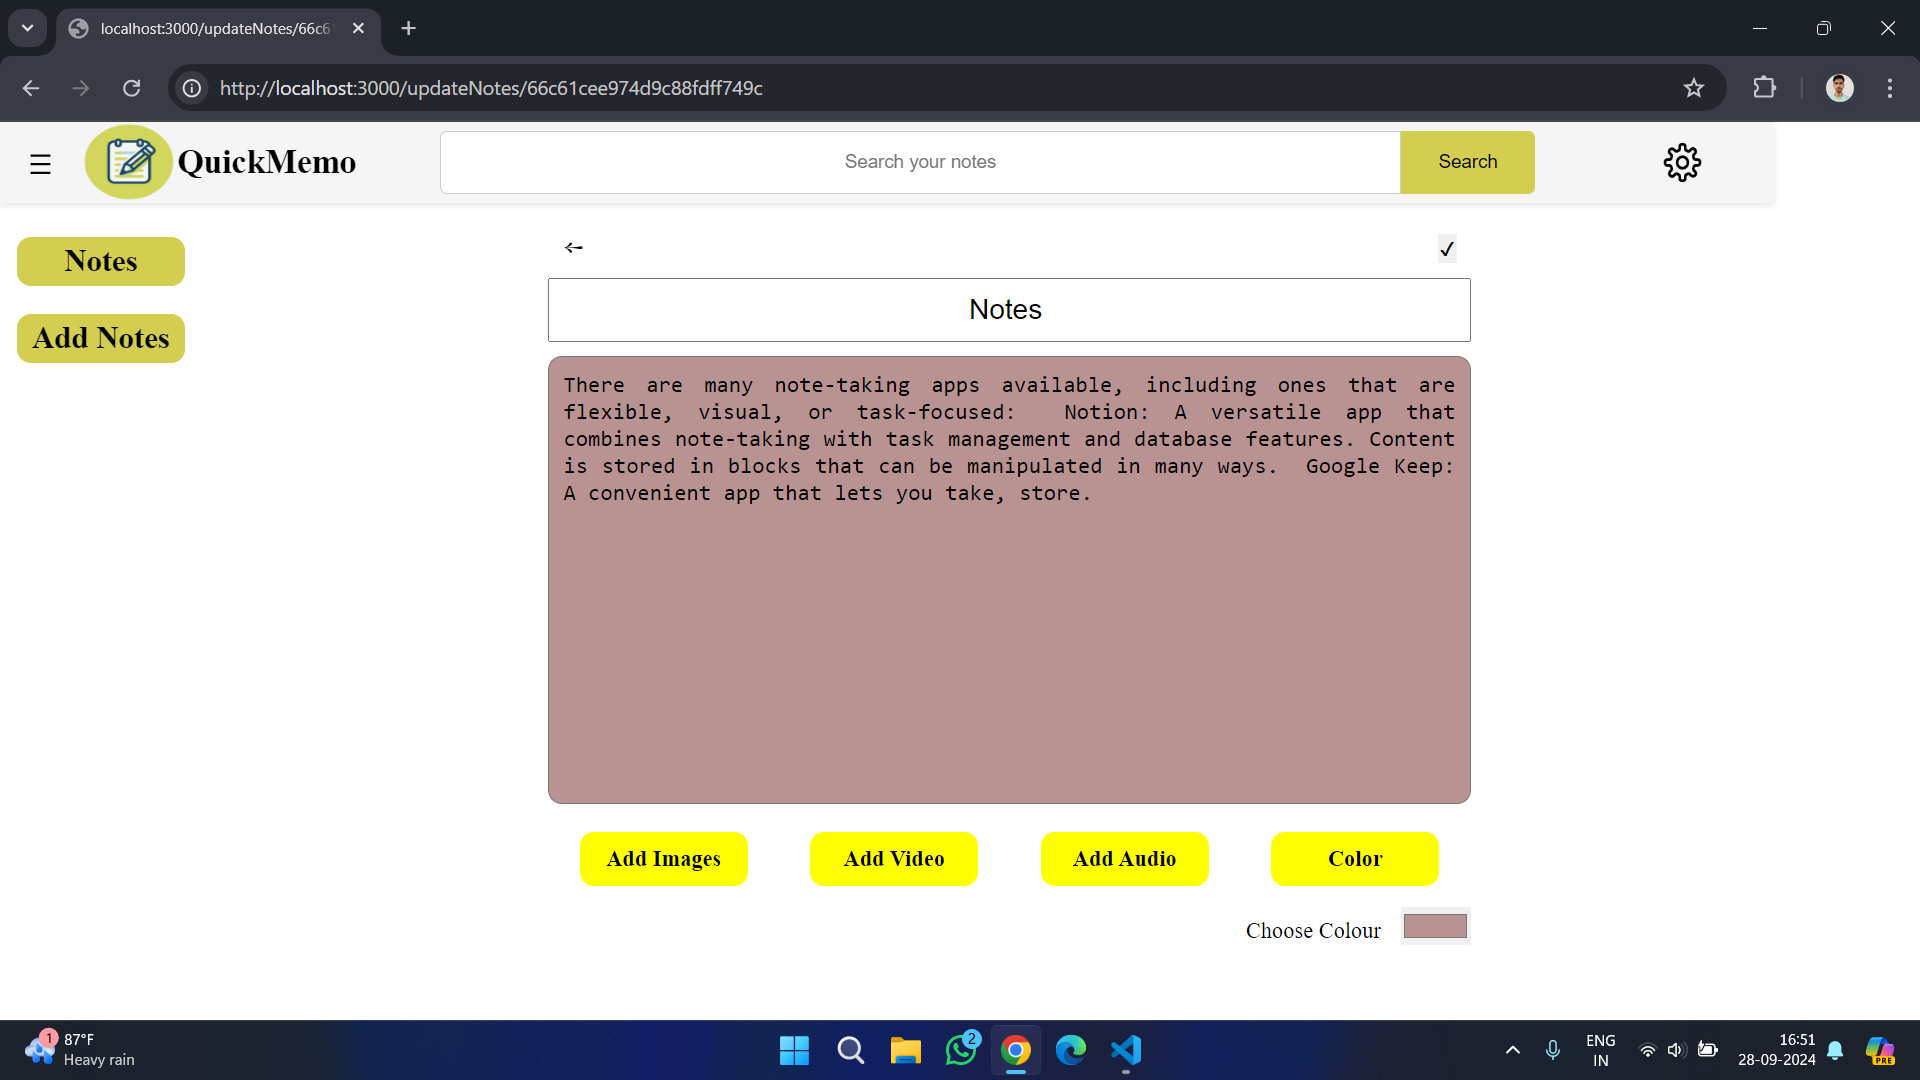 localhost:3000/updateNotes/66c61
http://localhost:3000/updateNotes/66c61cee974d9c88fdff749c
QuickMemo
Search your notes
Search
Notes
Add Notes
Notes
There are many note-taking apps available, including ones that are
flexible, visual, or task-focused: Notion: A versatile app that
combines note-taking with task management and database features. Content
is stored in blocks that can be manipulated in many ways. Google Keep:
A convenient app that lets you take, store.
Add Images
Add Video
Add Audio
Color
Choose Colour
1
87°F
Heavy rain
2
ENG
IN
16:51
28-09-2024
PRE